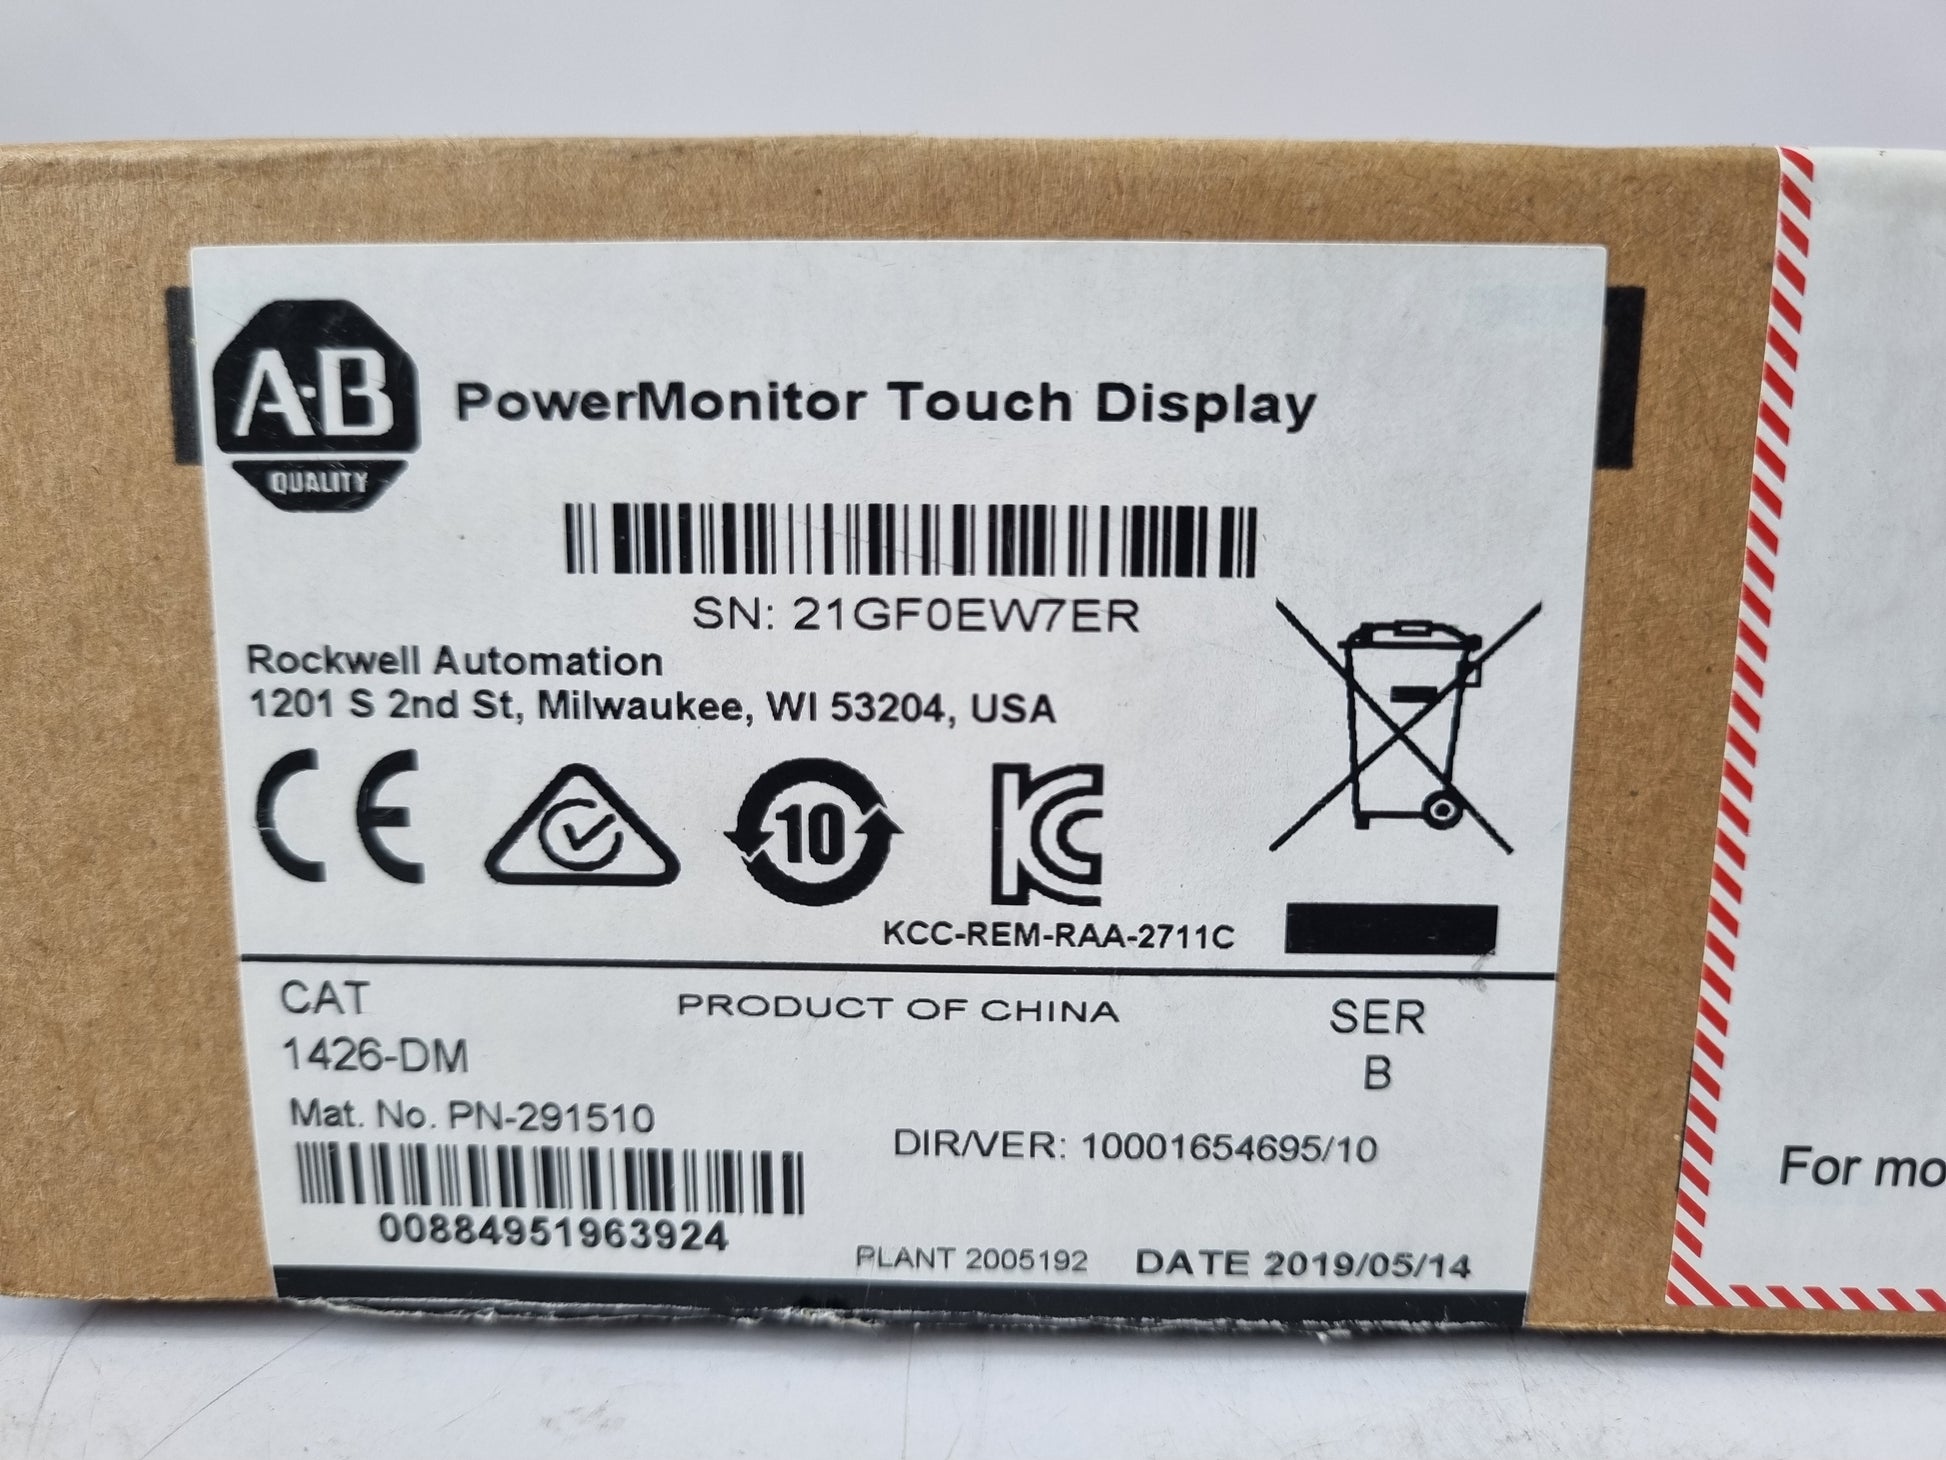 A-B
QUALITY
PowerMonitor Touch Display
SN: 21GF0EW7ER
Rockwell Automation
1201 S 2nd St, Milwaukee, WI 53204, USA
CE
10
KC
KCC-REM-RAA-2711C
CAT
1426-DM
PRODUCT OF CHINA
SER
B
Mat. No. PN-291510
DIR/VER: 10001654695/10
00884951963924
PLANT 2005192
DATE 2019/05/14
For mo